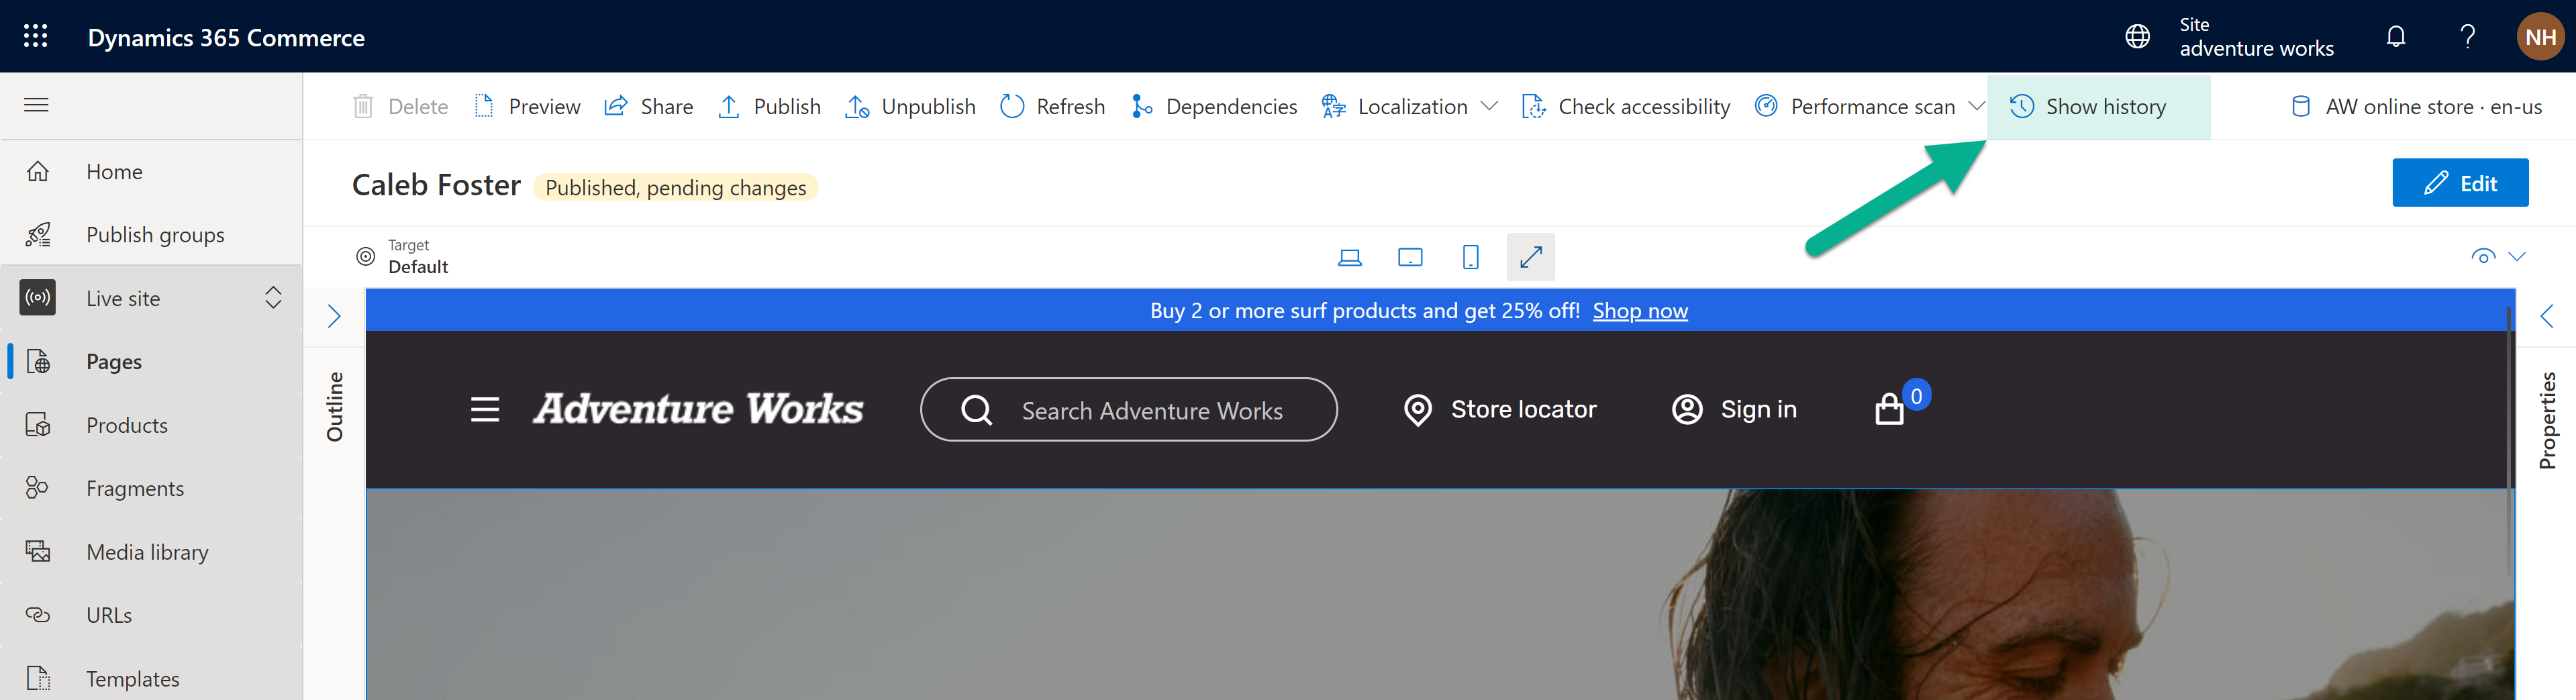 Dynamics 365 Commerce
Site
adventure works
NH
Delete
Preview
Share
Publish
Unpublish
Refresh
Dependencies
Localization
Check accessibility
Performance scan
Show history
AW online store · en-us
Home
Publish groups
Live site
Pages
Products
Fragments
Media library
URLs
Templates
Caleb Foster
Published, pending changes
Edit
Target
Default
Outline
Buy 2 or more surf products and get 25% off! Shop now
Adventure Works
Search Adventure Works
Store locator
Sign in
0
Properties